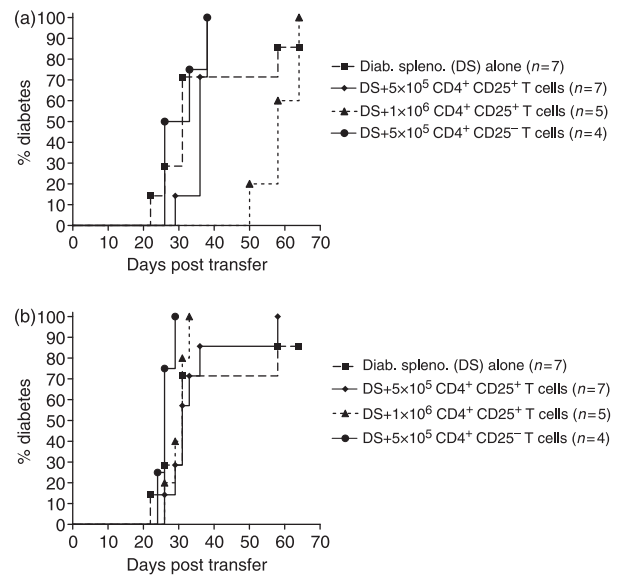 (a)
100
90
80
70
60
50
40
30
20
10
0
% diabetes
0 10 20 30 40 50 60 70
Days post transfer
Diab. spleno. (DS) alone (n=7)
DS+5×10⁵ CD4⁺ CD25⁺ T cells (n=7)
DS+1×10⁶ CD4⁺ CD25⁺ T cells (n=5)
DS+5×10⁵ CD4⁺ CD25⁻ T cells (n=4)
(b)
100
90
80
70
60
50
40
30
20
10
0
% diabetes
0 10 20 30 40 50 60 70
Days post transfer
Diab. spleno. (DS) alone (n=7)
DS+5×10⁵ CD4⁺ CD25⁺ T cells (n=7)
DS+1×10⁶ CD4⁺ CD25⁺ T cells (n=5)
DS+5×10⁵ CD4⁺ CD25⁻ T cells (n=4)